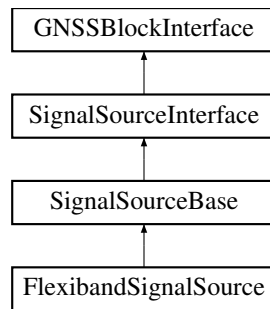 GNSSBlockInterface
SignalSourceInterface
SignalSourceBase
FlexibandSignalSource